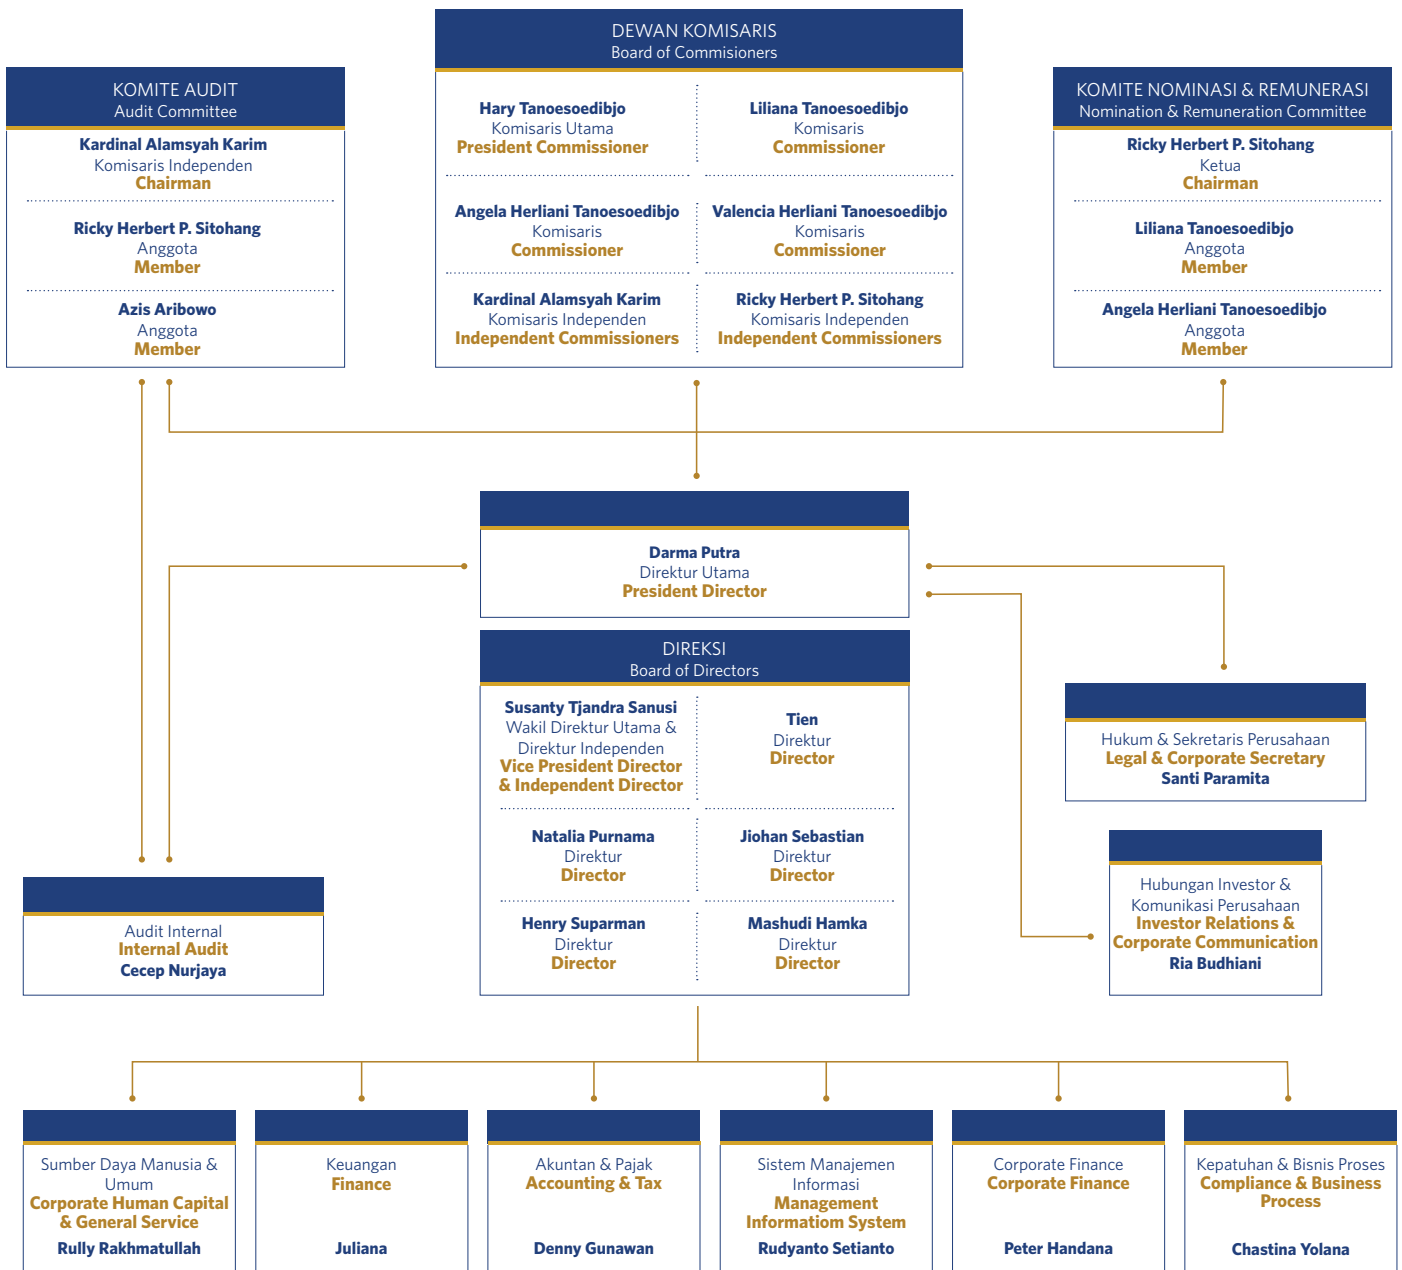 DEWAN KOMISARIS
Board of Commisioners
KOMITE AUDIT
Audit Committee
Kardinal Alamsyah Karim
Komisaris Independen
Chairman
Ricky Herbert P. Sitohang
Anggota
Member
Azis Aribowo
Anggota
Member
Hary Tanoesoedibjo
Komisaris Utama
President Commissioner
Liliana Tanoesoedibjo
Komisaris
Commissioner
Angela Herliani Tanoesoedibjo
Komisaris
Commissioner
Valencia Herliani Tanoesoedibjo
Komisaris
Commissioner
Kardinal Alamsyah Karim
Komisaris Independen
Independent Commissioners
Ricky Herbert P. Sitohang
Komisaris Independen
Independent Commissioners
KOMITE NOMINASI & REMUNERASI
Nomination & Remuneration Committee
Ricky Herbert P. Sitohang
Ketua
Chairman
Liliana Tanoesoedibjo
Anggota
Member
Angela Herliani Tanoesoedibjo
Anggota
Member
Darma Putra
Direktur Utama
President Director
DIREKSI
Board of Directors
Susanty Tjandra Sanusi
Wakil Direktur Utama &
Direktur Independen
Vice President Director
& Independent Director
Tien
Direktur
Director
Natalia Purnama
Direktur
Director
Jiohan Sebastian
Direktur
Director
Henry Suparman
Direktur
Director
Mashudi Hamka
Direktur
Director
Hukum & Sekretaris Perusahaan
Legal & Corporate Secretary
Santi Paramita
Hubungan Investor &
Komunikasi Perusahaan
Investor Relations &
Corporate Communication
Ria Budhiani
Audit Internal
Internal Audit
Cecep Nurjaya
Sumber Daya Manusia &
Umum
Corporate Human Capital
& General Service
Rully Rakhmatullah
Keuangan
Finance
Juliana
Akuntan & Pajak
Accounting & Tax
Denny Gunawan
Sistem Manajemen
Informasi
Management
Informatiom System
Rudyanto Setianto
Corporate Finance
Corporate Finance
Peter Handana
Kepatuhan & Bisnis Proses
Compliance & Business
Process
Chastina Yolana